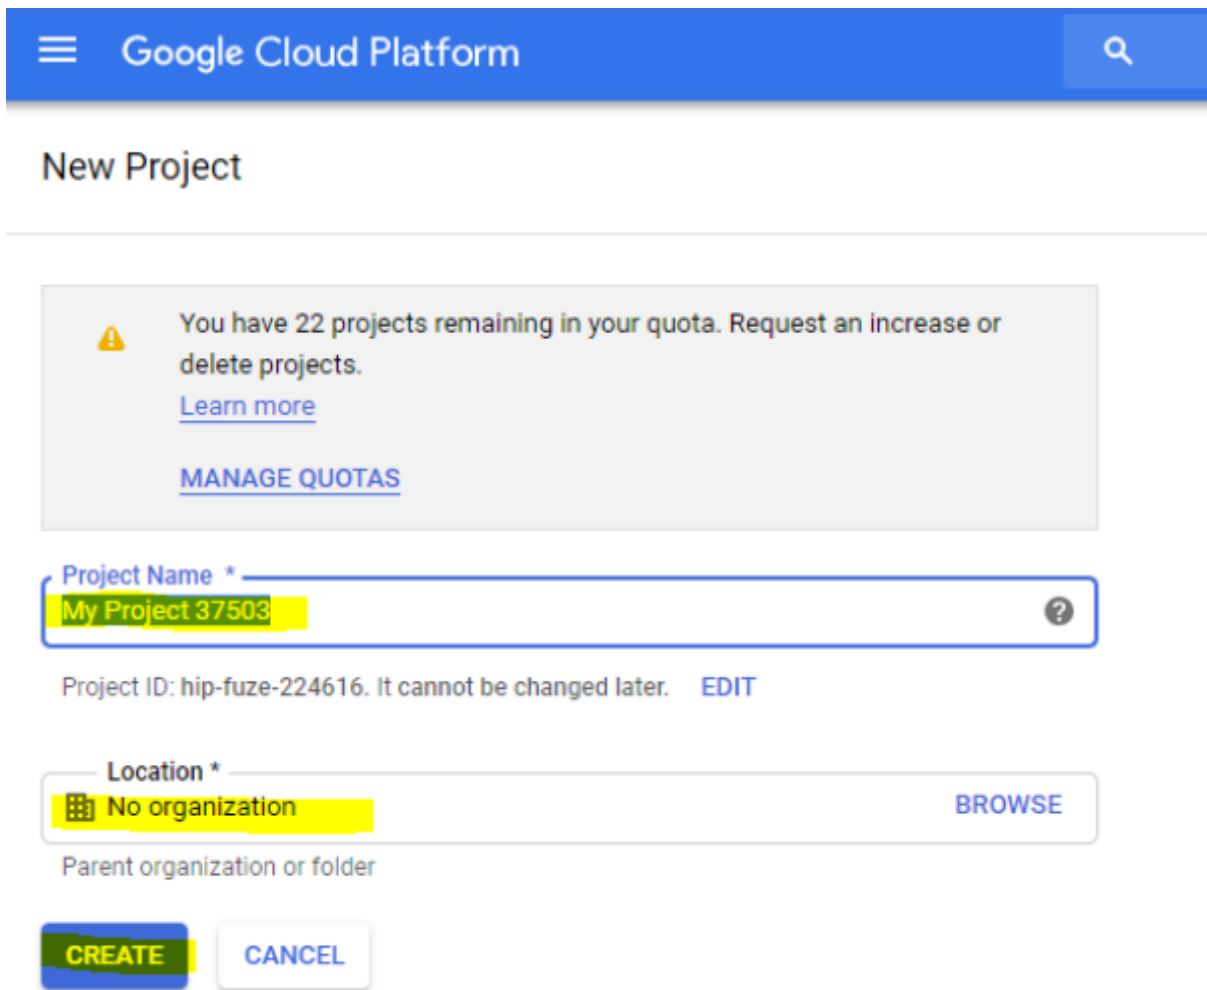 Google Cloud Platform
New Project
You have 22 projects remaining in your quota. Request an increase or
delete projects.
Learn more
MANAGE QUOTAS
Project Name *
My Project 37503
Project ID: hip-fuze-224616. It cannot be changed later. EDIT
Location *
No organization BROWSE
Parent organization or folder
CREATE CANCEL